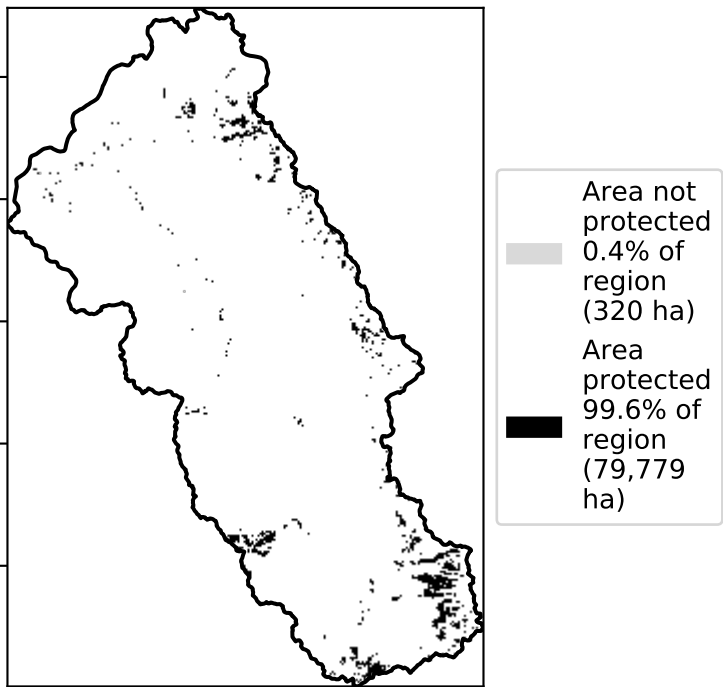 Area not
protected
0.4% of
region
(320 ha)
Area
protected
99.6% of
region
(79,779
ha)